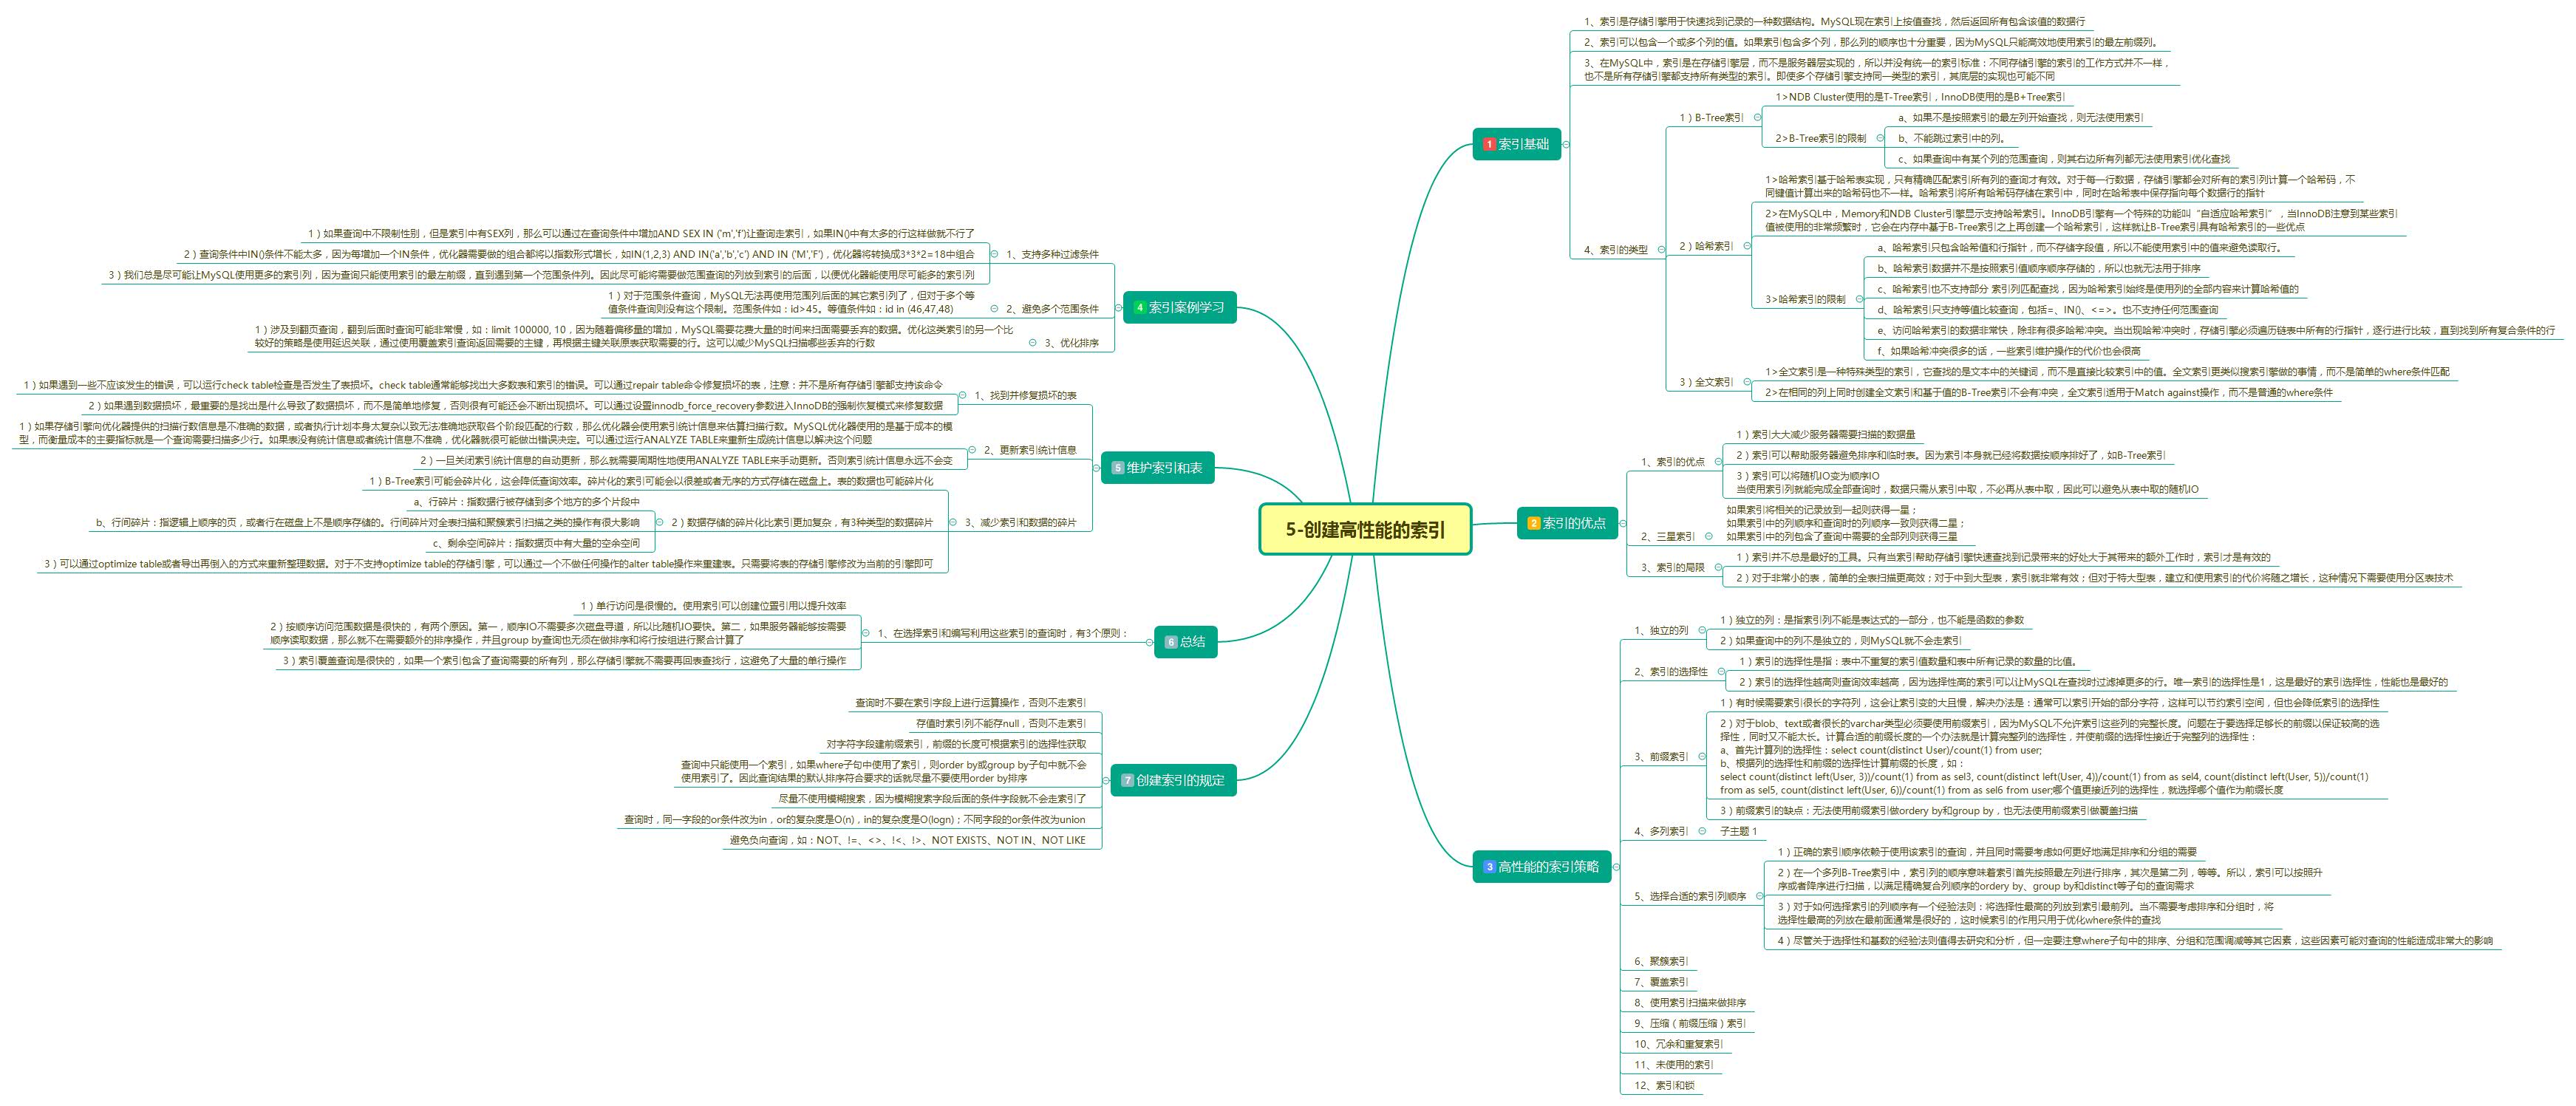 5-创建高性能的索引
1 索引基础
1、索引是存储引擎用于快速找到记录的一种数据结构。MySQL现在索引上按值查找，然后返回所有包含该值的数据行
2、索引可以包含一个或多个列的值。如果索引包含多个列，那么列的顺序也十分重要，因为MySQL只能高效地使用索引的最左前缀列。
3、在MySQL中，索引是在存储引擎层，而不是服务器层实现的，所以并没有统一的索引标准：不同存储引擎的索引的工作方式并不一样，
也不是所有存储引擎都支持所有类型的索引。即使多个存储引擎支持同一类型的索引，其底层的实现也可能不同
4、索引的类型
1）B-Tree索引
1>NDB Cluster使用的是T-Tree索引，InnoDB使用的是B+Tree索引
2>B-Tree索引的限制
a、如果不是按照索引的最左列开始查找，则无法使用索引
b、不能跳过索引中的列。
c、如果查询中有某个列的范围查询，则其右边所有列都无法使用索引优化查找
2）哈希索引
1>哈希索引基于哈希表实现，只有精确匹配索引所有列的查询才有效。对于每一行数据，存储引擎都会对所有的索引列计算一个哈希码，不
同键值计算出来的哈希码也不一样。哈希索引将所有哈希码存储在索引中，同时在哈希表中保存指向每个数据行的指针
2>在MySQL中，Memory和NDB Cluster引擎显示支持哈希索引。InnoDB引擎有一个特殊的功能叫“自适应哈希索引”，当InnoDB注意到某些索引
值被使用的非常频繁时，它会在内存中基于B-Tree索引之上再创建一个哈希索引，这样就让B-Tree索引具有哈希索引的一些优点
3>哈希索引的限制
a、哈希索引只包含哈希值和行指针，而不存储字段值，所以不能使用索引中的值来避免读取行。
b、哈希索引数据并不是按照索引值顺序顺序存储的，所以也就无法用于排序
c、哈希索引也不支持部分 索引列匹配查找，因为哈希索引始终是使用列的全部内容来计算哈希值的
d、哈希索引只支持等值比较查询，包括=、IN()、<=>。也不支持任何范围查询
e、访问哈希索引的数据非常快，除非有很多哈希冲突。当出现哈希冲突时，存储引擎必须遍历链表中所有的行指针，逐行进行比较，直到找到所有复合条件的行
f、如果哈希冲突很多的话，一些索引维护操作的代价也会很高
3）全文索引
1>全文索引是一种特殊类型的索引，它查找的是文本中的关键词，而不是直接比较索引中的值。全文索引更类似搜索引擎做的事情，而不是简单的where条件匹配
2>在相同的列上同时创建全文索引和基于值的B-Tree索引不会有冲突，全文索引适用于Match against操作，而不是普通的where条件
2 索引的优点
1、索引的优点
1）索引大大减少服务器需要扫描的数据量
2）索引可以帮助服务器避免排序和临时表。因为索引本身就已经将数据按顺序排好了，如B-Tree索引
3）索引可以将随机IO变为顺序IO
当使用索引列就能完成全部查询时，数据只需从索引中取，不必再从表中取，因此可以避免从表中取的随机IO
2、三星索引
如果索引将相关的记录放到一起则获得一星；
如果索引中的列顺序和查询时的列顺序一致则获得二星；
如果索引中的列包含了查询中需要的全部列则获得三星
3、索引的局限
1）索引并不总是最好的工具。只有当索引帮助存储引擎快速查找到记录带来的好处大于其带来的额外工作时，索引才是有效的
2）对于非常小的表，简单的全表扫描更高效；对于中到大型表，索引就非常有效；但对于特大型表，建立和使用索引的代价将随之增长，这种情况下需要使用分区表技术
3 高性能的索引策略
1、独立的列
1）独立的列：是指索引列不能是表达式的一部分，也不能是函数的参数
2）如果查询中的列不是独立的，则MySQL就不会走索引
2、索引的选择性
1）索引的选择性是指：表中不重复的索引值数量和表中所有记录的数量的比值。
2）索引的选择性越高则查询效率越高，因为选择性高的索引可以让MySQL在查找时过滤掉更多的行。唯一索引的选择性是1，这是最好的索引选择性，性能也是最好的
3、前缀索引
1）有时候需要索引很长的字符列，这会让索引变的大且慢，解决办法是：通常可以索引开始的部分字符，这样可以节约索引空间，但也会降低索引的选择性
2）对于blob、text或者很长的varchar类型必须要使用前缀索引，因为MySQL不允许索引这些列的完整长度。问题在于要选择足够长的前缀以保证较高的选
择性，同时又不能太长。计算合适的前缀长度的一个办法就是计算完整列的选择性，并使前缀的选择性接近于完整列的选择性：
a、首先计算列的选择性：select count(distinct User)/count(1) from user;
b、根据列的选择性和前缀的选择性计算前缀的长度，如：
select count(distinct left(User, 3))/count(1) from as sel3, count(distinct left(User, 4))/count(1) from as sel4, count(distinct left(User, 5))/count(1)
from as sel5, count(distinct left(User, 6))/count(1) from as sel6 from user;哪个值更接近列的选择性，就选择哪个值作为前缀长度
3）前缀索引的缺点：无法使用前缀索引做ordery by和group by，也无法使用前缀索引做覆盖扫描
4、多列索引
子主题 1
5、选择合适的索引列顺序
1）正确的索引顺序依赖于使用该索引的查询，并且同时需要考虑如何更好地满足排序和分组的需要
2）在一个多列B-Tree索引中，索引列的顺序意味着索引首先按照最左列进行排序，其次是第二列，等等。所以，索引可以按照升
序或者降序进行扫描，以满足精确复合列顺序的ordery by、group by和distinct等子句的查询需求
3）对于如何选择索引的列顺序有一个经验法则：将选择性最高的列放到索引最前列。当不需要考虑排序和分组时，将
选择性最高的列放在最前面通常是很好的，这时候索引的作用只用于优化where条件的查找
4）尽管关于选择性和基数的经验法则值得去研究和分析，但一定要注意where子句中的排序、分组和范围调减等其它因素，这些因素可能对查询的性能造成非常大的影响
6、聚簇索引
7、覆盖索引
8、使用索引扫描来做排序
9、压缩（前缀压缩）索引
10、冗余和重复索引
11、未使用的索引
12、索引和锁
4 索引案例学习
1、支持多种过滤条件
1）如果查询中不限制性别，但是索引中有SEX列，那么可以通过在查询条件中增加AND SEX IN ('m','f')让查询走索引，如果IN()中有太多的行这样做就不行了
2）查询条件中IN()条件不能太多，因为每增加一个IN条件，优化器需要做的组合都将以指数形式增长，如IN(1,2,3) AND IN('a','b','c') AND IN ('M','F')，优化器将转换成3*3*2=18中组合
3）我们总是尽可能让MySQL使用更多的索引列，因为查询只能使用索引的最左前缀，直到遇到第一个范围条件列。因此尽可能将需要做范围查询的列放到索引的后面，以便优化器能使用尽可能多的索引列
2、避免多个范围条件
1）对于范围条件查询，MySQL无法再使用范围列后面的其它索引列了，但对于多个等
值条件查询则没有这个限制。范围条件如：id>45。等值条件如：id in (46,47,48)
3、优化排序
1）涉及到翻页查询，翻到后面时查询可能非常慢，如：limit 100000, 10，因为随着偏移量的增加，MySQL需要花费大量的时间来扫面需要丢弃的数据。优化这类索引的另一个比
较好的策略是使用延迟关联，通过使用覆盖索引查询返回需要的主键，再根据主键关联原表获取需要的行。这可以减少MySQL扫描哪些丢弃的行数
5 维护索引和表
1、找到并修复损坏的表
1）如果遇到一些不应该发生的错误，可以运行check table检查是否发生了表损坏。check table通常能够找出大多数表和索引的错误。可以通过repair table命令修复损坏的表，注意：并不是所有存储引擎都支持该命令
2）如果遇到数据损坏，最重要的是找出是什么导致了数据损坏，而不是简单地修复，否则很有可能还会不断出现损坏。可以通过设置innodb_force_recovery参数进入InnoDB的强制恢复模式来修复数据
2、更新索引统计信息
1）如果存储引擎向优化器提供的扫描行数信息是不准确的数据，或者执行计划本身太复杂以致无法准确地获取各个阶段匹配的行数，那么优化器会使用索引统计信息来估算扫描行数。MySQL优化器使用的是基于成本的模
型，而衡量成本的主要指标就是一个查询需要扫描多少行。如果表没有统计信息或者统计信息不准确，优化器就很可能做出错误决定。可以通过运行ANALYZE TABLE来重新生成统计信息以解决这个问题
2）一旦关闭索引统计信息的自动更新，那么就需要周期性地使用ANALYZE TABLE来手动更新。否则索引统计信息永远不会变
3、减少索引和数据的碎片
1）B-Tree索引可能会碎片化，这会降低查询效率。碎片化的索引可能会以很差或者无序的方式存储在磁盘上。表的数据也可能碎片化
2）数据存储的碎片化比索引更加复杂，有3种类型的数据碎片
a、行碎片：指数据行被存储到多个地方的多个片段中
b、行间碎片：指逻辑上顺序的页，或者行在磁盘上不是顺序存储的。行间碎片对全表扫描和聚簇索引扫描之类的操作有很大影响
c、剩余空间碎片：指数据页中有大量的空余空间
3）可以通过optimize table或者导出再倒入的方式来重新整理数据。对于不支持optimize table的存储引擎，可以通过一个不做任何操作的alter table操作来重建表。只需要将表的存储引擎修改为当前的引擎即可
6 总结
1、在选择索引和编写利用这些索引的查询时，有3个原则：
1）单行访问是很慢的。使用索引可以创建位置引用以提升效率
2）按顺序访问范围数据是很快的，有两个原因。第一，顺序IO不需要多次磁盘寻道，所以比随机IO要快。第二，如果服务器能够按需要
顺序读取数据，那么就不在需要额外的排序操作，并且group by查询也无须在做排序和将行按组进行聚合计算了
3）索引覆盖查询是很快的，如果一个索引包含了查询需要的所有列，那么存储引擎就不需要再回表查找行，这避免了大量的单行操作
7 创建索引的规定
查询时不要在索引字段上进行运算操作，否则不走索引
存值时索引列不能存null，否则不走索引
对字符字段建前缀索引，前缀的长度可根据索引的选择性获取
查询中只能使用一个索引，如果where子句中使用了索引，则order by或group by子句中就不会
使用索引了。因此查询结果的默认排序符合要求的话就尽量不要使用order by排序
尽量不使用模糊搜索，因为模糊搜索字段后面的条件字段就不会走索引了
查询时，同一字段的or条件改为in，or的复杂度是O(n)，in的复杂度是O(logn)；不同字段的or条件改为union
避免负向查询，如：NOT、!=、<>、!<、!>、NOT EXISTS、NOT IN、NOT LIKE